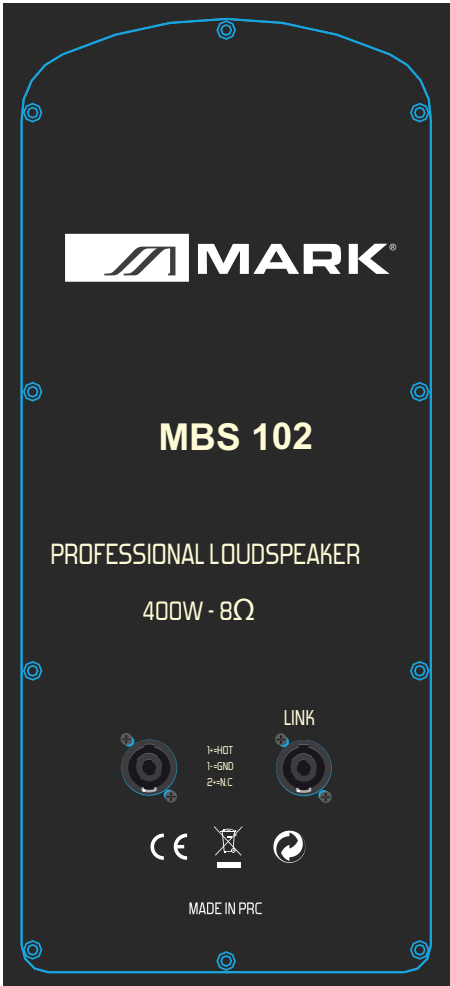 MARK®
MBS 102
PROFESSIONAL LOUDSPEAKER
400W - 8Ω
LINK
1+=HOT
1-=GND
2+=N.C
CE
MADE IN PRC